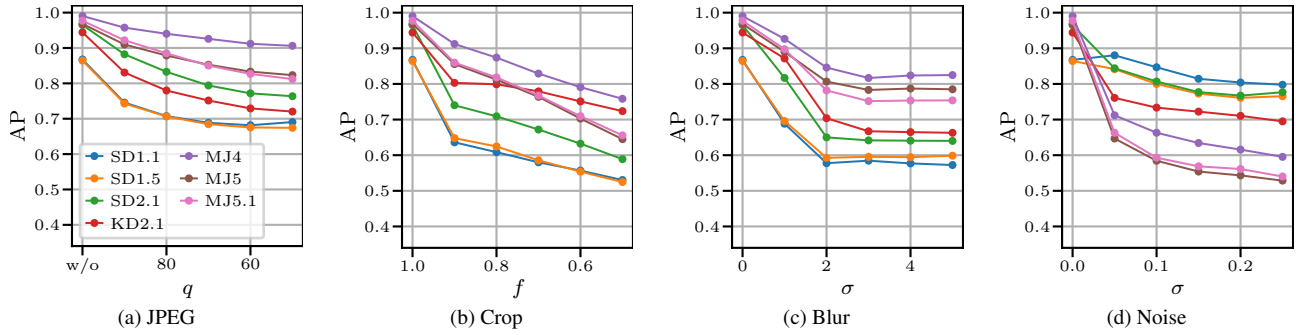 1.0
0.9
0.8
0.7
0.6
0.5
0.4
AP
SD1.1
SD1.5
SD2.1
KD2.1
MJ4
MJ5
MJ5.1
w/o 80 60
q
(a) JPEG
1.0
0.9
0.8
0.7
0.6
0.5
0.4
AP
1.0 0.8 0.6
f
(b) Crop
1.0
0.9
0.8
0.7
0.6
0.5
0.4
AP
0 2 4
σ
(c) Blur
1.0
0.9
0.8
0.7
0.6
0.5
0.4
AP
0.0 0.1 0.2
σ
(d) Noise